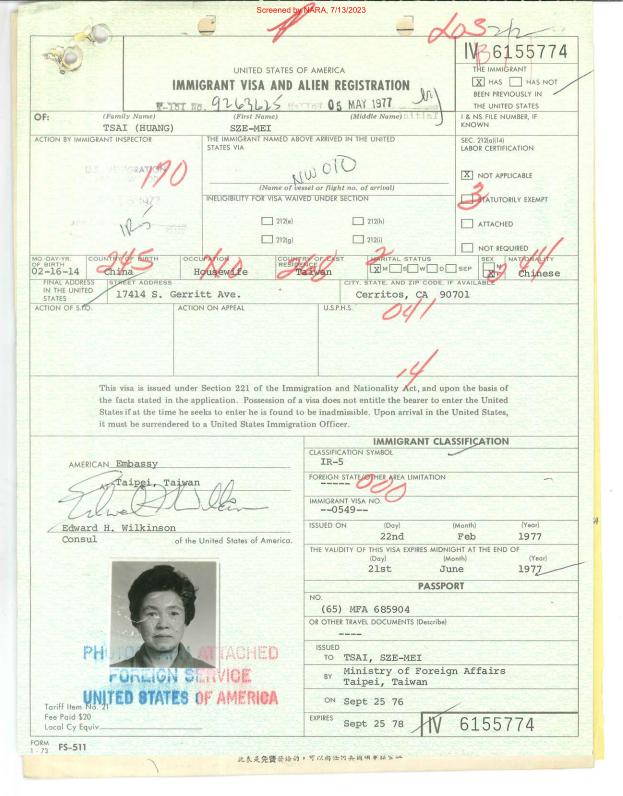 Screened by NARA, 7/13/2023
LOS 2/2
IV 6155774
UNITED STATES OF AMERICA
IMMIGRANT VISA AND ALIEN REGISTRATION
05 MAY 1977
THE IMMIGRANT
X HAS HAS NOT
BEEN PREVIOUSLY IN
THE UNITED STATES
OF: (Family Name) (First Name) (Middle Name)
TSAI (HUANG) SZE-MEI
I & NS FILE NUMBER, IF
KNOWN
ACTION BY IMMIGRANT INSPECTOR
THE IMMIGRANT NAMED ABOVE ARRIVED IN THE UNITED
STATES VIA
NW 010
(Name of vessel or flight no. of arrival)
SEC. 212(a)(14)
LABOR CERTIFICATION
X NOT APPLICABLE
3
STATUTORILY EXEMPT
ATTACHED
NOT REQUIRED
170
INELIGIBILITY FOR VISA WAIVED UNDER SECTION
212(e) 212(h)
212(g) 212(i)
MO.-DAY-YR.
OF BIRTH
02-16-14
COUNTRY OF BIRTH
China
245
OCCUPATION
Housewife
COUNTRY OF LAST
RESIDENCE
Taiwan
MARITAL STATUS
X M S W D SEP
2
SEX
X
NATIONALITY
Chinese
44
FINAL ADDRESS
IN THE UNITED
STATES
STREET ADDRESS
17414 S. Gerritt Ave.
CITY, STATE, AND ZIP CODE, IF AVAILABLE
Cerritos, CA 90701
ACTION OF S.I.O. ACTION ON APPEAL U.S.P.H.S.
041
14
This visa is issued under Section 221 of the Immigration and Nationality Act, and upon the basis of
the facts stated in the application. Possession of a visa does not entitle the bearer to enter the United
States if at the time he seeks to enter he is found to be inadmissible. Upon arrival in the United States,
it must be surrendered to a United States Immigration Officer.
AMERICAN Embassy
Taipei, Taiwan
Edward H. Wilkinson
Consul of the United States of America.
PHOTOGRAPH ATTACHED
FOREIGN SERVICE
UNITED STATES OF AMERICA
Tariff Item No. 21
Fee Paid $20
Local Cy Equiv.
IMMIGRANT CLASSIFICATION
CLASSIFICATION SYMBOL
IR-5
FOREIGN STATE/OTHER AREA LIMITATION
-----
000
IMMIGRANT VISA NO.
--0549--
ISSUED ON (Day) (Month) (Year)
22nd Feb 1977
THE VALIDITY OF THIS VISA EXPIRES MIDNIGHT AT THE END OF
(Day) (Month) (Year)
21st June 1977
PASSPORT
NO.
(65) MFA 685904
OR OTHER TRAVEL DOCUMENTS (Describe)
----
ISSUED
TO TSAI, SZE-MEI
BY Ministry of Foreign Affairs
Taipei, Taiwan
ON Sept 25 76
EXPIRES Sept 25 78
IV 6155774
FORM
1-73 FS-511